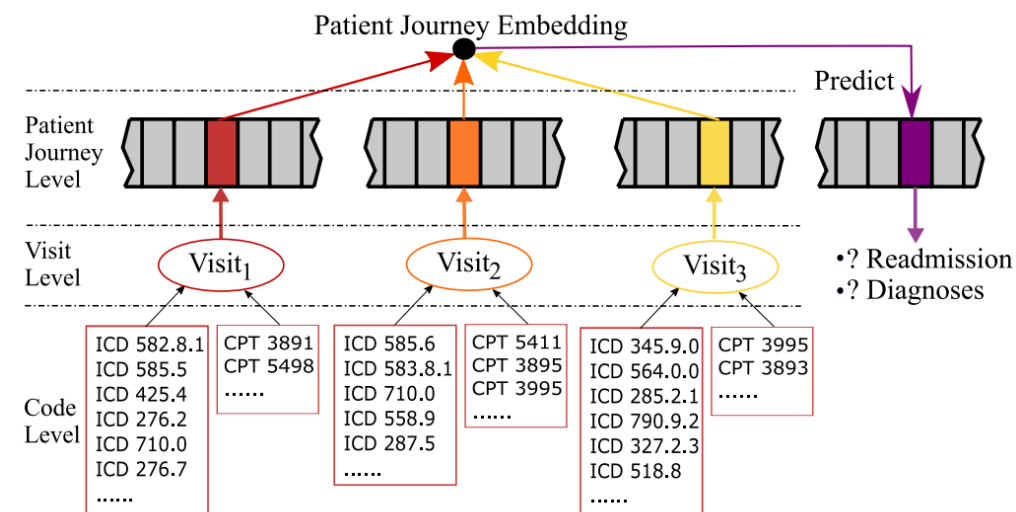 Patient Journey Embedding
Predict
Patient
Journey
Level
Visit
Level
Visit1
Visit2
Visit3
•? Readmission
•? Diagnoses
Code
Level
ICD 582.8.1
ICD 585.5
ICD 425.4
ICD 276.2
ICD 710.0
ICD 276.7
......
CPT 3891
CPT 5498
......
ICD 585.6
ICD 583.8.1
ICD 710.0
ICD 558.9
ICD 287.5
......
CPT 5411
CPT 3895
CPT 3995
......
ICD 345.9.0
ICD 564.0.0
ICD 285.2.1
ICD 790.9.2
ICD 327.2.3
ICD 518.8
......
CPT 3995
CPT 3893
......